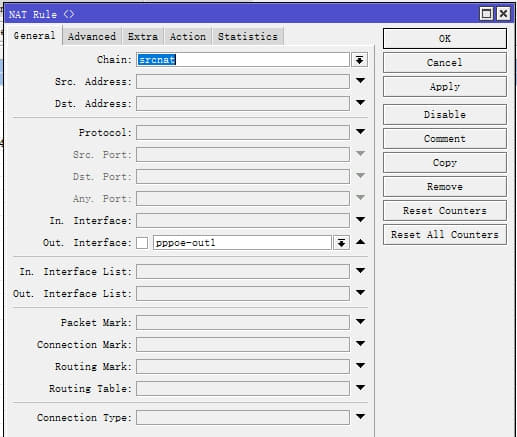 NAT Rule <>
General Advanced Extra Action Statistics
Chain: srcnat
Src. Address:
Dst. Address:
Protocol:
Src. Port:
Dst. Port:
Any. Port:
In. Interface:
Out. Interface: pppoe-out1
In. Interface List:
Out. Interface List:
Packet Mark:
Connection Mark:
Routing Mark:
Routing Table:
Connection Type:
OK
Cancel
Apply
Disable
Comment
Copy
Remove
Reset Counters
Reset All Counters